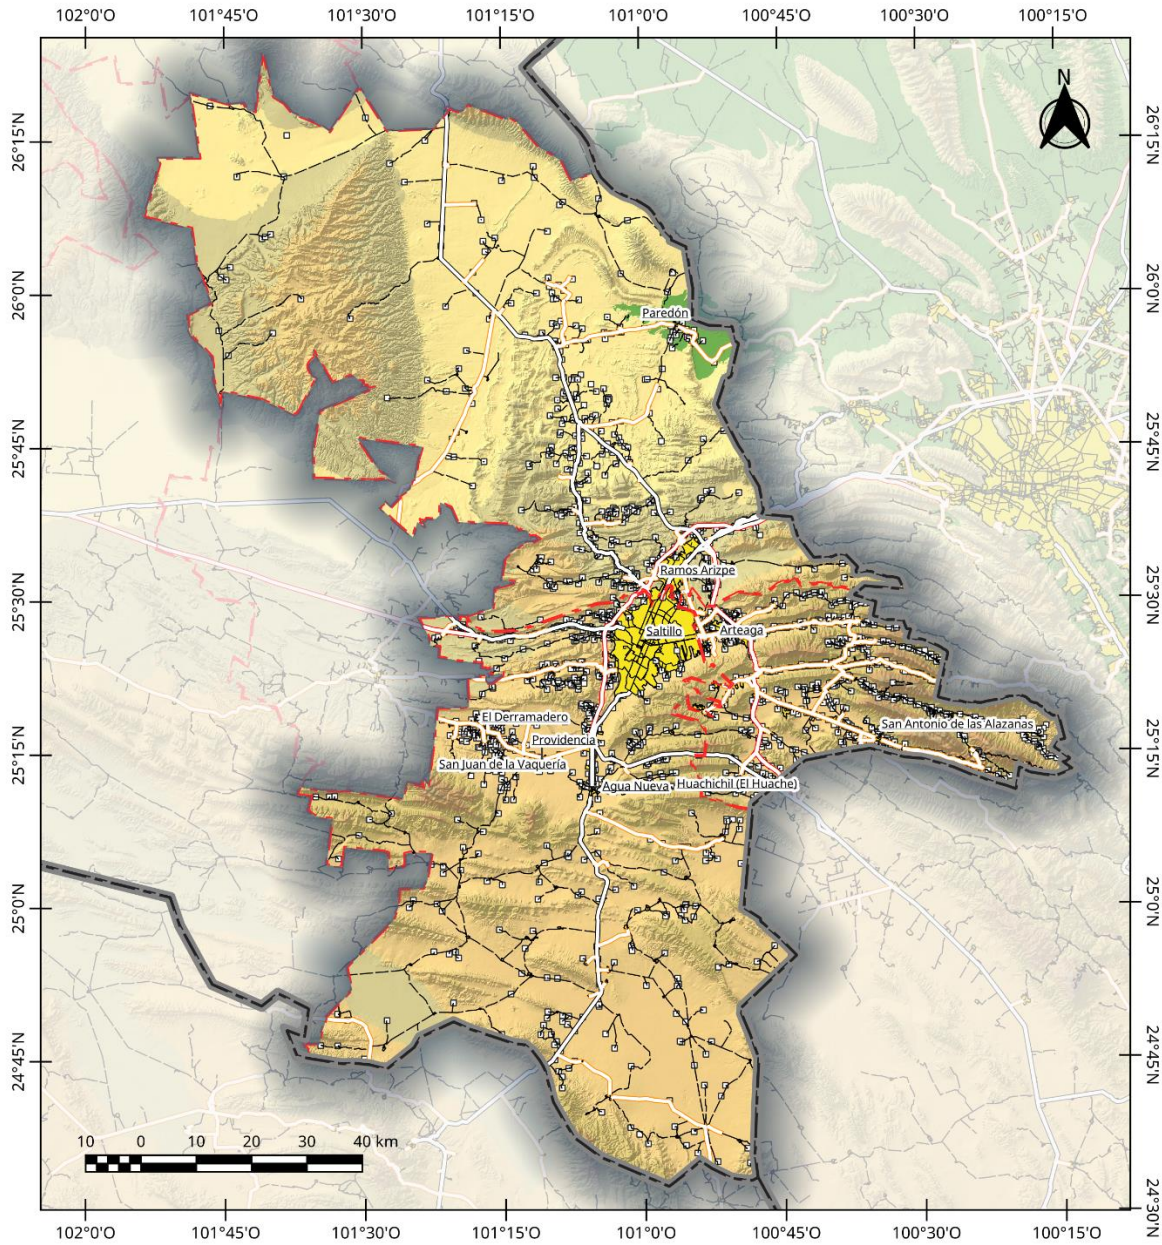 102°0'O 101°45'O 101°30'O 101°15'O 101°0'O 100°45'O 100°30'O 100°15'O
N
26°15'N 26°15'N
26°0'N 26°0'N
Paredón
25°45'N 25°45'N
Ramos Arizpe
25°30'N 25°30'N
Saltillo Arteaga
El Derramadero San Antonio de las Alazanas
Providencia
25°15'N 25°15'N
San Juan de la Vaquería
Agua Nueva Huachichil (El Huache)
25°0'N 25°0'N
24°45'N 24°45'N
10 0 10 20 30 40 km
24°30'N
102°0'O 101°45'O 101°30'O 101°15'O 101°0'O 100°45'O 100°30'O 100°15'O